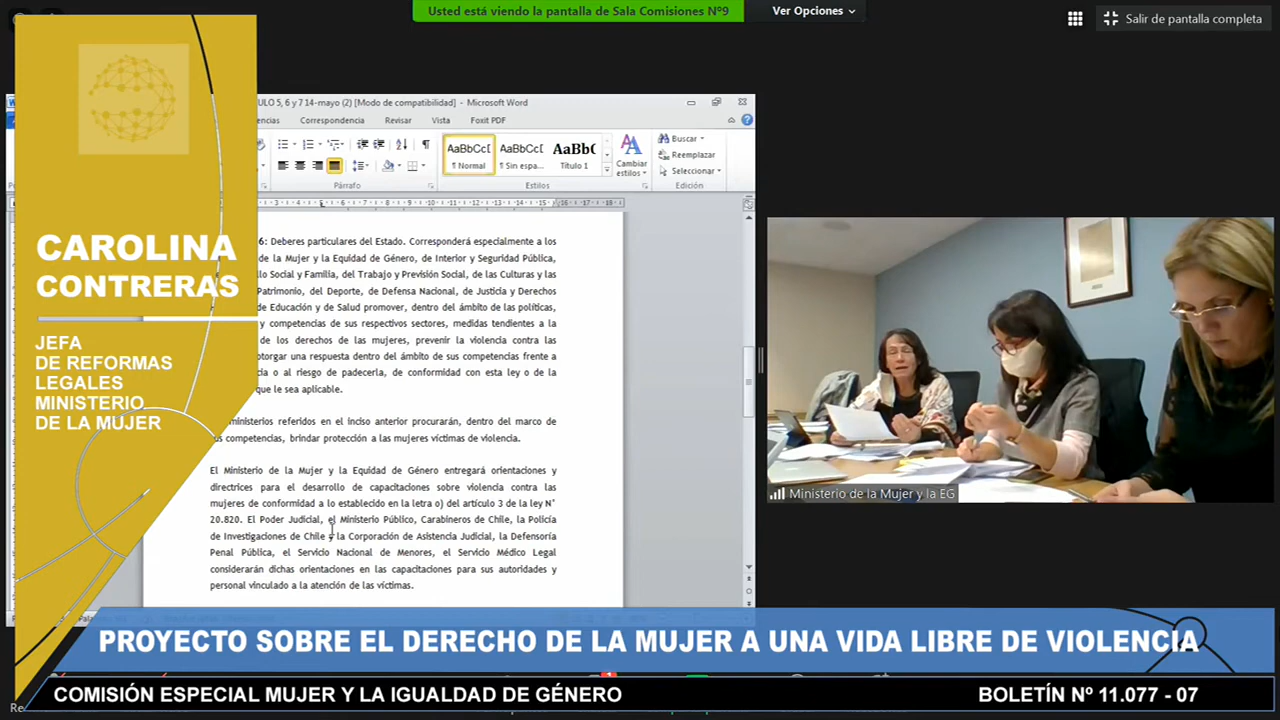 Usted está viendo la pantalla de Sala Comisiones Nº9
Ver Opciones
Salir de pantalla completa
CAROLINA
CONTRERAS
JEFA
DE REFORMAS
LEGALES
MINISTERIO
DE LA MUJER
ULO 5, 6 y 7 14-mayo (2) [Modo de compatibilidad] - Microsoft Word
Correspondencia Revisar Vista Foxit PDF
AaBbCcD AaBbCcD AaBbC
¶ Normal ¶ Sin espa... Título 1
Cambiar
estilos
Buscar
Reemplazar
Seleccionar
Párrafo Estilos Edición
6: Deberes particulares del Estado. Corresponderá especialmente a los
de la Mujer y la Equidad de Género, de Interior y Seguridad Pública,
Social y Familia, del Trabajo y Previsión Social, de las Culturas y las
Patrimonio, del Deporte, de Defensa Nacional, de Justicia y Derechos
de Educación y de Salud promover, dentro del ámbito de las políticas,
y competencias de sus respectivos sectores, medidas tendientes a la
de los derechos de las mujeres, prevenir la violencia contra las
otorgar una respuesta dentro del ámbito de sus competencias frente a
o al riesgo de padecerla, de conformidad con esta ley o de la
que le sea aplicable.
ministerios referidos en el inciso anterior procurarán, dentro del marco de
sus competencias, brindar protección a las mujeres víctimas de violencia.
El Ministerio de la Mujer y la Equidad de Género entregará orientaciones y
directrices para el desarrollo de capacitaciones sobre violencia contra las
mujeres de conformidad a lo establecido en la letra o) del artículo 3 de la ley N°
20.820. El Poder Judicial, el Ministerio Público, Carabineros de Chile, la Policía
de Investigaciones de Chile y la Corporación de Asistencia Judicial, la Defensoría
Penal Pública, el Servicio Nacional de Menores, el Servicio Médico Legal
considerarán dichas orientaciones en las capacitaciones para sus autoridades y
personal vinculado a la atención de las víctimas.
Ministerio de la Mujer y la EG
PROYECTO SOBRE EL DERECHO DE LA MUJER A UNA VIDA LIBRE DE VIOLENCIA
COMISIÓN ESPECIAL MUJER Y LA IGUALDAD DE GÉNERO
BOLETÍN Nº 11.077 - 07